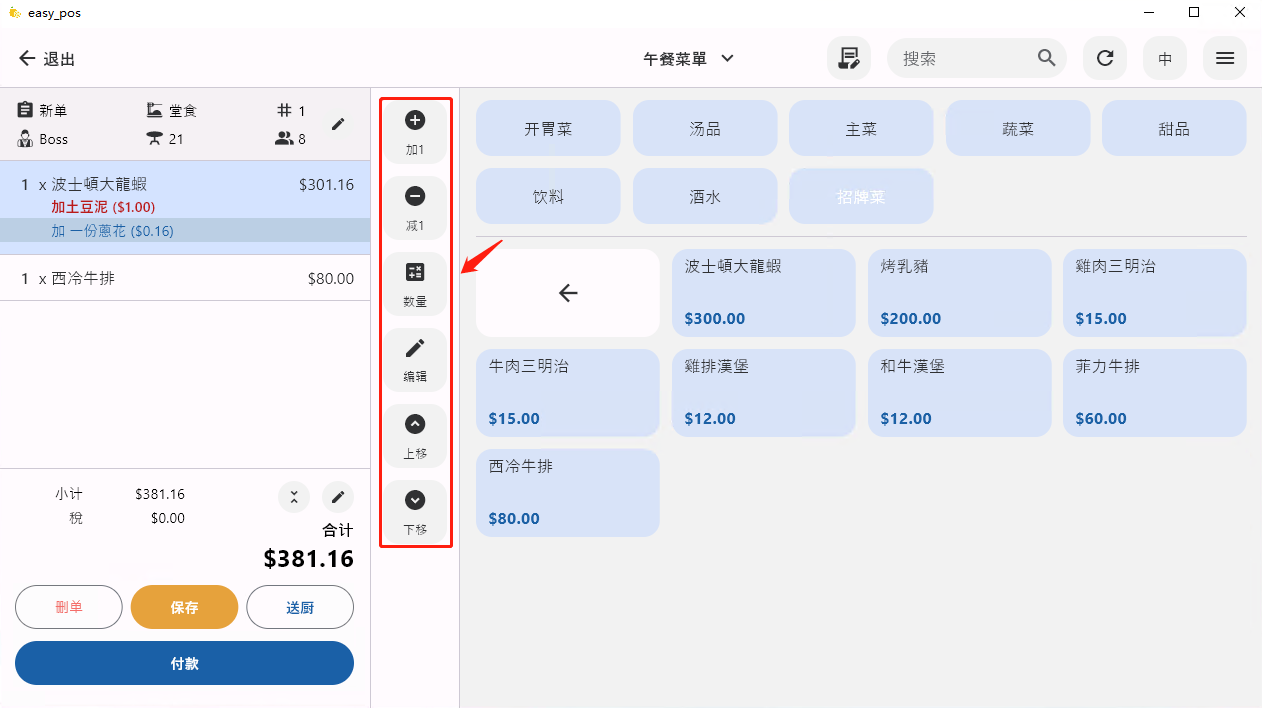 easy_pos
退出
午餐菜單
搜索
中
新单
堂食
1
Boss
21
8
1 x 波士頓大龍蝦 $301.16
加土豆泥 ($1.00)
加 一份蔥花 ($0.16)
1 x 西冷牛排 $80.00
小计 $381.16
稅 $0.00
合计
$381.16
删单
保存
送厨
付款
加1
减1
数量
编辑
上移
下移
开胃菜
汤品
主菜
蔬菜
甜品
饮料
酒水
招牌菜
波士頓大龍蝦
$300.00
烤乳豬
$200.00
雞肉三明治
$15.00
牛肉三明治
$15.00
雞排漢堡
$12.00
和牛漢堡
$12.00
菲力牛排
$60.00
西冷牛排
$80.00